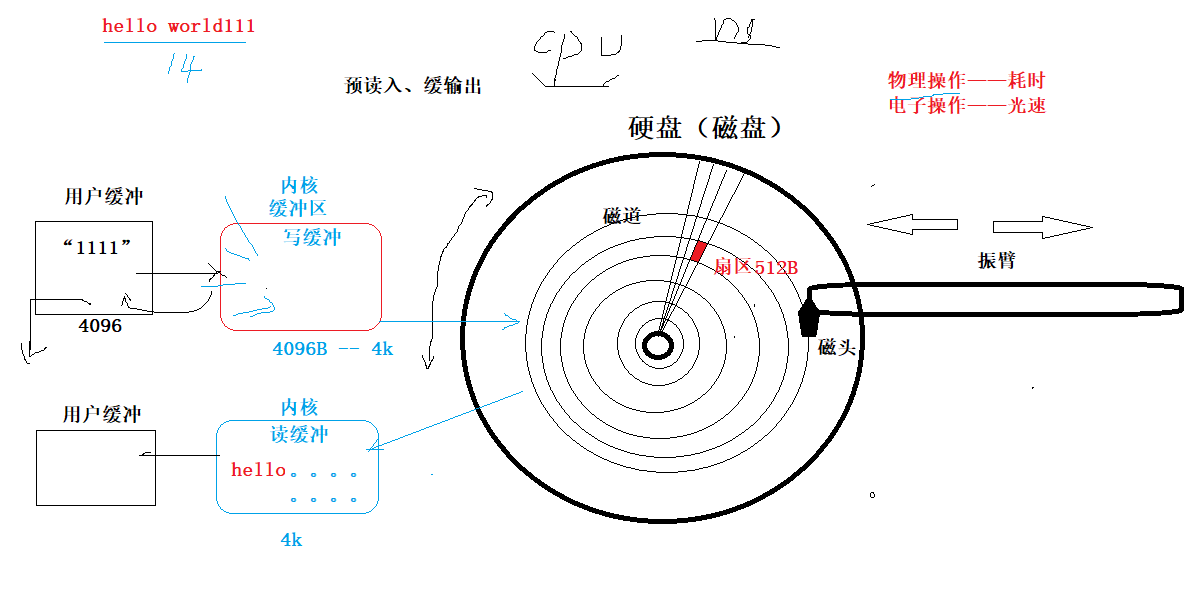 hello world111
14
cpu
ns
预读入、缓输出
物理操作——耗时
电子操作——光速
硬盘（磁盘）
用户缓冲
“1111”
4096
内核
缓冲区
写缓冲
4096B -- 4k
磁道
扇区512B
振臂
磁头
用户缓冲
内核
读缓冲
hello。。。。
。。。。
4k